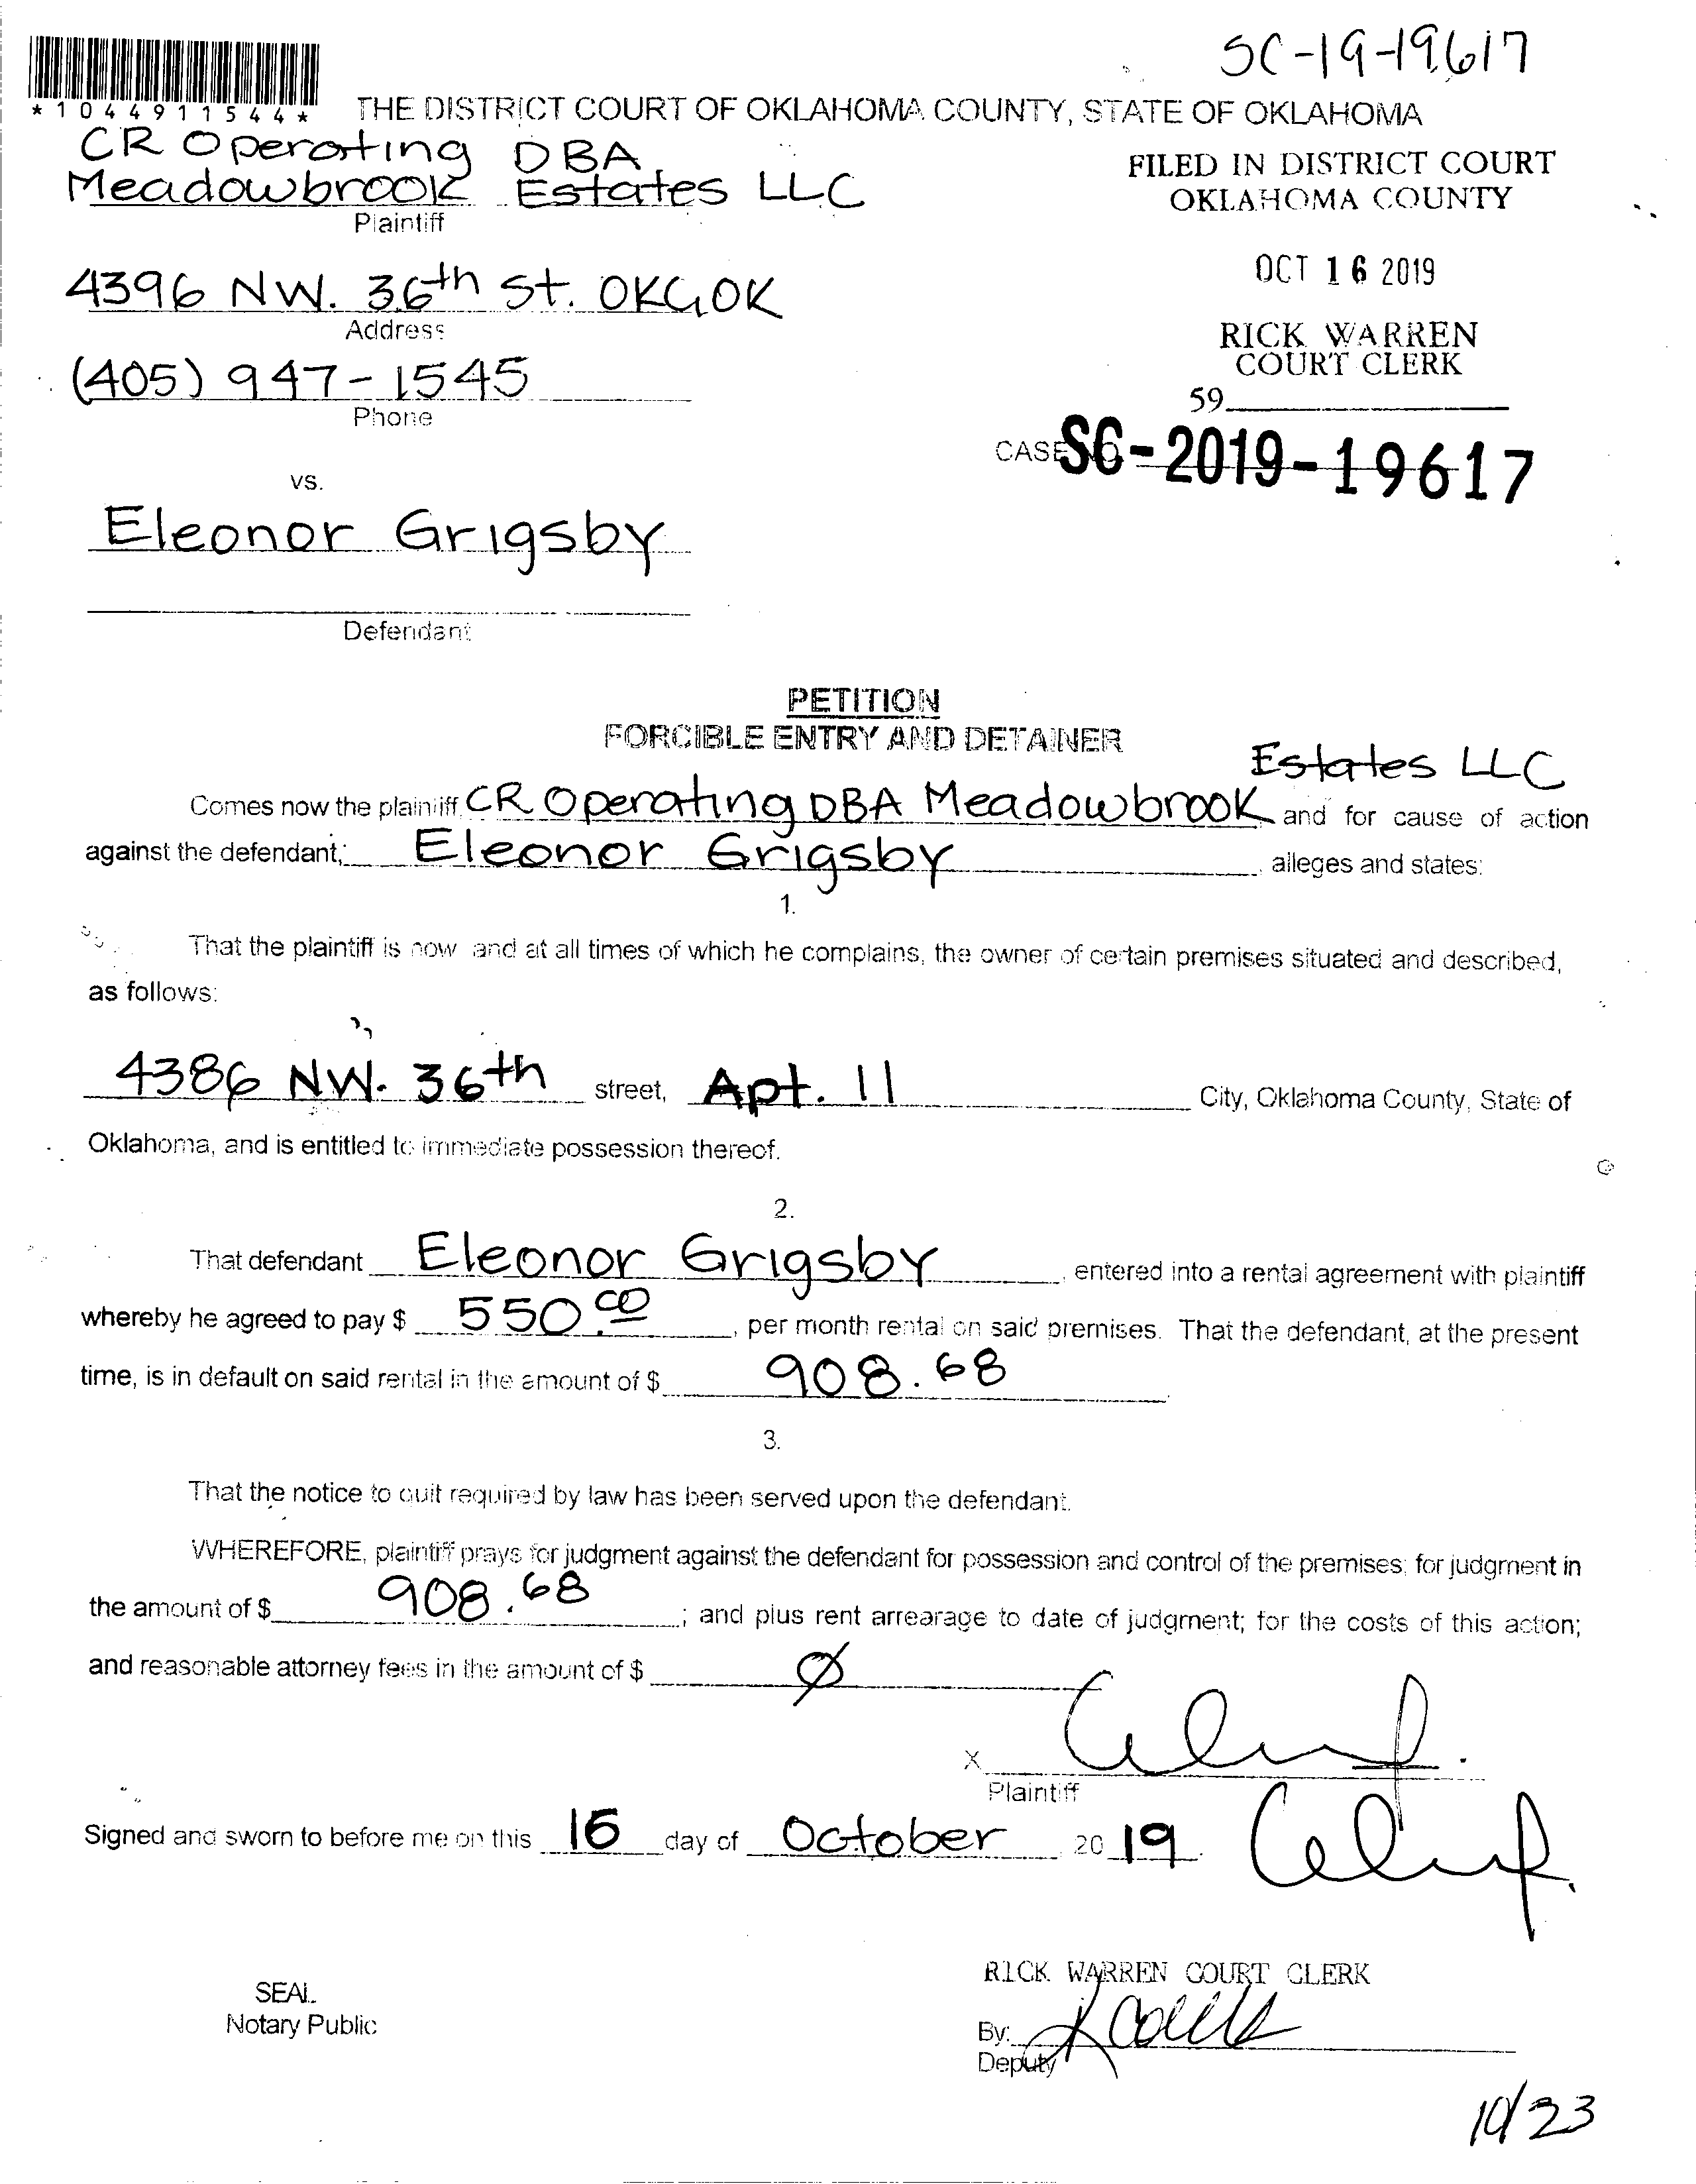 SC-19-19617
*1044911544*
THE DISTRICT COURT OF OKLAHOMA COUNTY, STATE OF OKLAHOMA
CR Operating DBA
Meadowbrook Estates LLC
Plaintiff
FILED IN DISTRICT COURT
OKLAHOMA COUNTY
4396 NW. 36th St. OKC, OK
Address
OCT 16 2019
(405) 947-1545
Phone
RICK WARREN
COURT CLERK
59
CASE NO. SC-2019-19617
vs.
Eleonor Grigsby
Defendant
PETITION
FORCIBLE ENTRY AND DETAINER
Estates LLC
Comes now the plaintiff CR Operating DBA Meadowbrook and for cause of action
against the defendant, Eleonor Grigsby, alleges and states:
1.
That the plaintiff is now and at all times of which he complains, the owner of certain premises situated and described,
as follows:
4386 NW. 36th street, Apt. 11 City, Oklahoma County, State of
Oklahoma, and is entitled to immediate possession thereof.
2.
That defendant Eleonor Grigsby, entered into a rental agreement with plaintiff
whereby he agreed to pay $ 550.00, per month rental on said premises. That the defendant, at the present
time, is in default on said rental in the amount of $ 908.68.
3.
That the notice to quit required by law has been served upon the defendant.
WHEREFORE, plaintiff prays for judgment against the defendant for possession and control of the premises; for judgment in
the amount of $ 908.68; and plus rent arrearage to date of judgment; for the costs of this action;
and reasonable attorney fees in the amount of $ Ø
X
Plaintiff
Signed and sworn to before me on this 16 day of October, 2019.
RICK WARREN COURT CLERK
SEAL
Notary Public
By:
Deputy
10/23